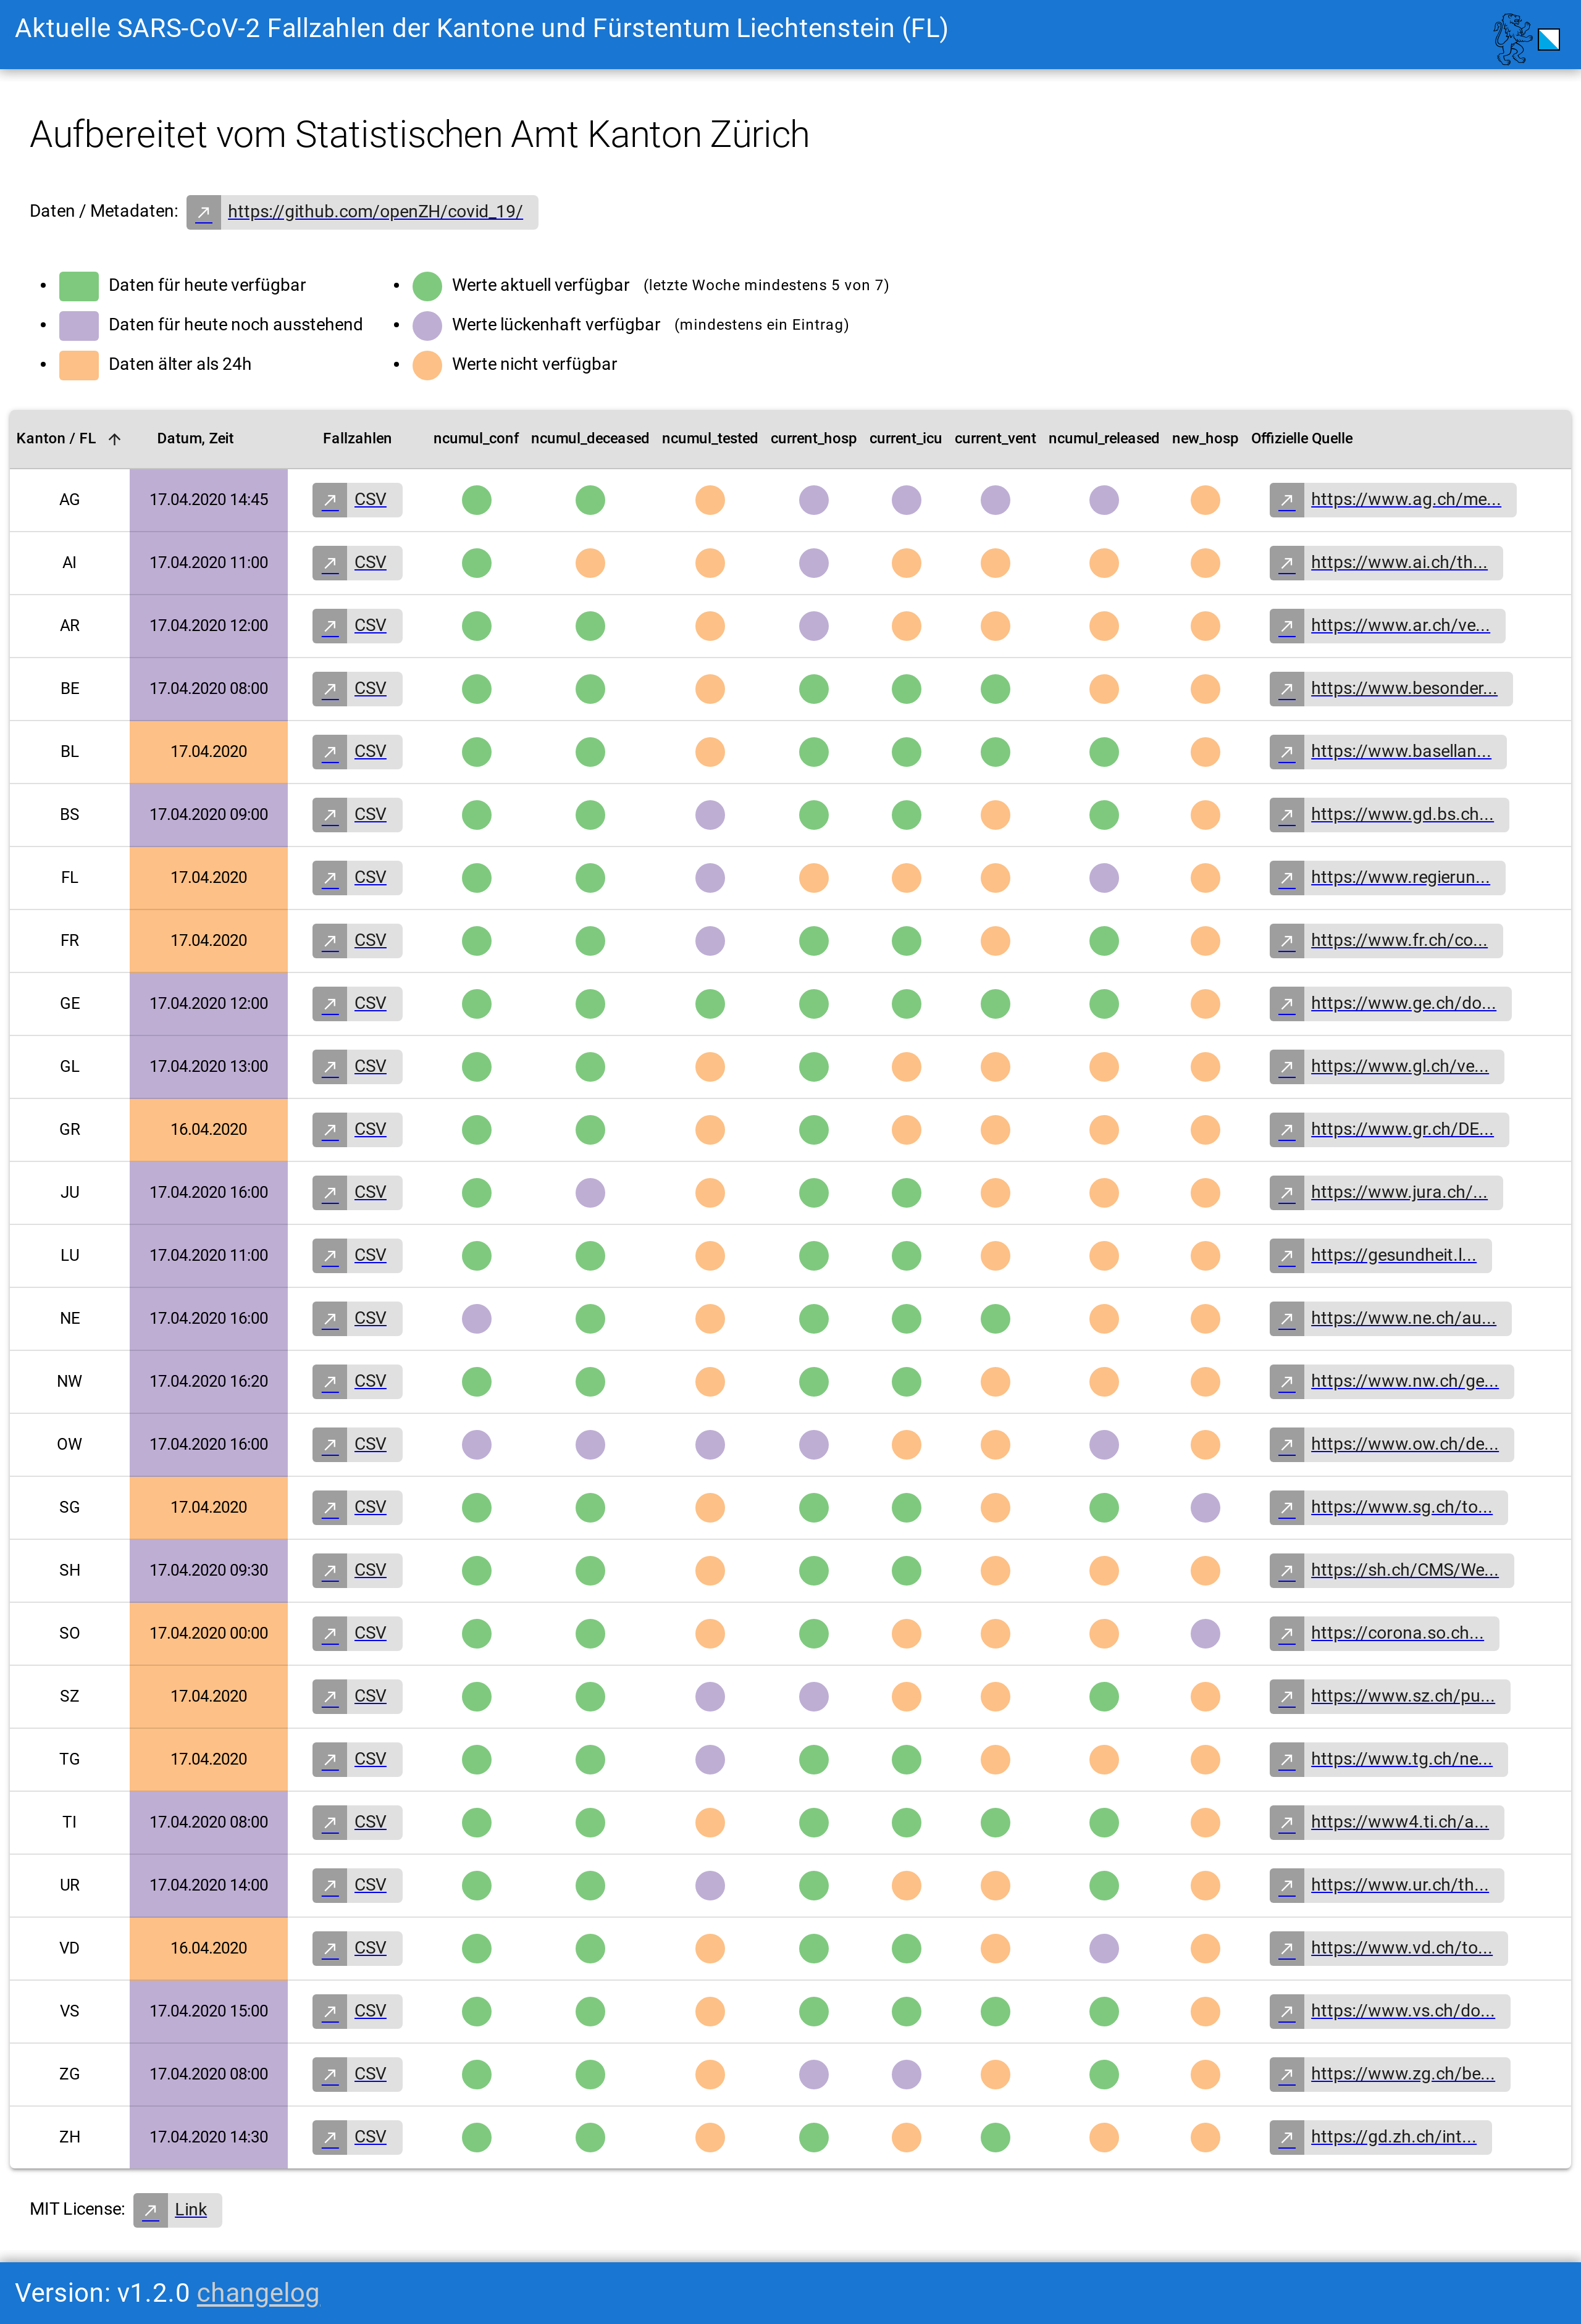 Aktuelle SARS-CoV-2 Fallzahlen der Kantone und Fürstentum Liechtenstein (FL)
Aufbereitet vom Statistischen Amt Kanton Zürich
Daten / Metadaten: https://github.com/openZH/covid_19/
Daten für heute verfügbar
Daten für heute noch ausstehend
Daten älter als 24h
Werte aktuell verfügbar (letzte Woche mindestens 5 von 7)
Werte lückenhaft verfügbar (mindestens ein Eintrag)
Werte nicht verfügbar
Kanton / FL Datum, Zeit Fallzahlen ncumul_conf ncumul_deceased ncumul_tested current_hosp current_icu current_vent ncumul_released new_hosp Offizielle Quelle
AG 17.04.2020 14:45 CSV https://www.ag.ch/me...
AI 17.04.2020 11:00 CSV https://www.ai.ch/th...
AR 17.04.2020 12:00 CSV https://www.ar.ch/ve...
BE 17.04.2020 08:00 CSV https://www.besonder...
BL 17.04.2020 CSV https://www.basellan...
BS 17.04.2020 09:00 CSV https://www.gd.bs.ch...
FL 17.04.2020 CSV https://www.regierun...
FR 17.04.2020 CSV https://www.fr.ch/co...
GE 17.04.2020 12:00 CSV https://www.ge.ch/do...
GL 17.04.2020 13:00 CSV https://www.gl.ch/ve...
GR 16.04.2020 CSV https://www.gr.ch/DE...
JU 17.04.2020 16:00 CSV https://www.jura.ch/...
LU 17.04.2020 11:00 CSV https://gesundheit.l...
NE 17.04.2020 16:00 CSV https://www.ne.ch/au...
NW 17.04.2020 16:20 CSV https://www.nw.ch/ge...
OW 17.04.2020 16:00 CSV https://www.ow.ch/de...
SG 17.04.2020 CSV https://www.sg.ch/to...
SH 17.04.2020 09:30 CSV https://sh.ch/CMS/We...
SO 17.04.2020 00:00 CSV https://corona.so.ch...
SZ 17.04.2020 CSV https://www.sz.ch/pu...
TG 17.04.2020 CSV https://www.tg.ch/ne...
TI 17.04.2020 08:00 CSV https://www4.ti.ch/a...
UR 17.04.2020 14:00 CSV https://www.ur.ch/th...
VD 16.04.2020 CSV https://www.vd.ch/to...
VS 17.04.2020 15:00 CSV https://www.vs.ch/do...
ZG 17.04.2020 08:00 CSV https://www.zg.ch/be...
ZH 17.04.2020 14:30 CSV https://gd.zh.ch/int...
MIT License: Link
Version: v1.2.0 changelog